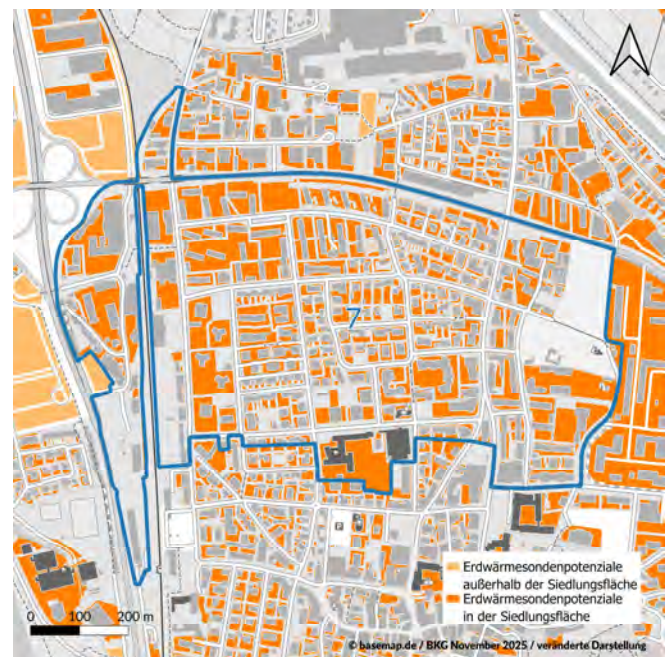 7
Erdwärmesondenpotenziale
außerhalb der Siedlungsfläche
Erdwärmesondenpotenziale
in der Siedlungsfläche
0 100 200 m
© basemap.de / BKG November 2025 / veränderte Darstellung